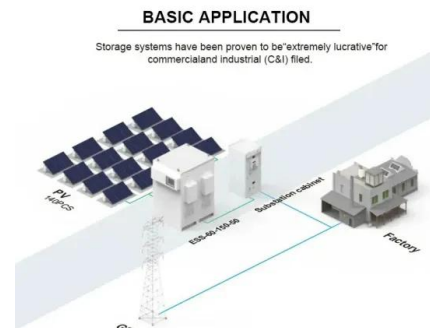 BASIC APPLICATION
Storage systems have been proven to be“extremely lucrative”for
commercialand industrial (C&I) filed.
PV
140PCS
ESS-60-150-50
Substation cabinet
Factory